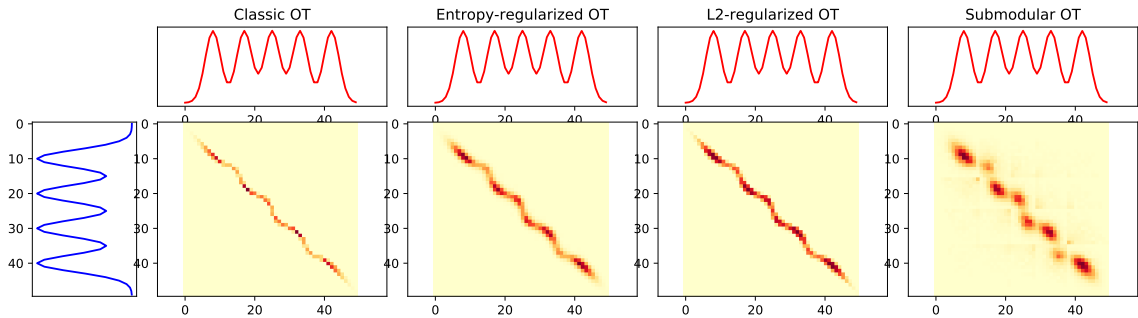 Classic OT
Entropy-regularized OT
L2-regularized OT
Submodular OT
0 20 40
0 20 40
0 20 40
0 20 40
0 0 0 0 0
10 10 10 10 10
20 20 20 20 20
30 30 30 30 30
40 40 40 40 40
0 20 40
0 20 40
0 20 40
0 20 40